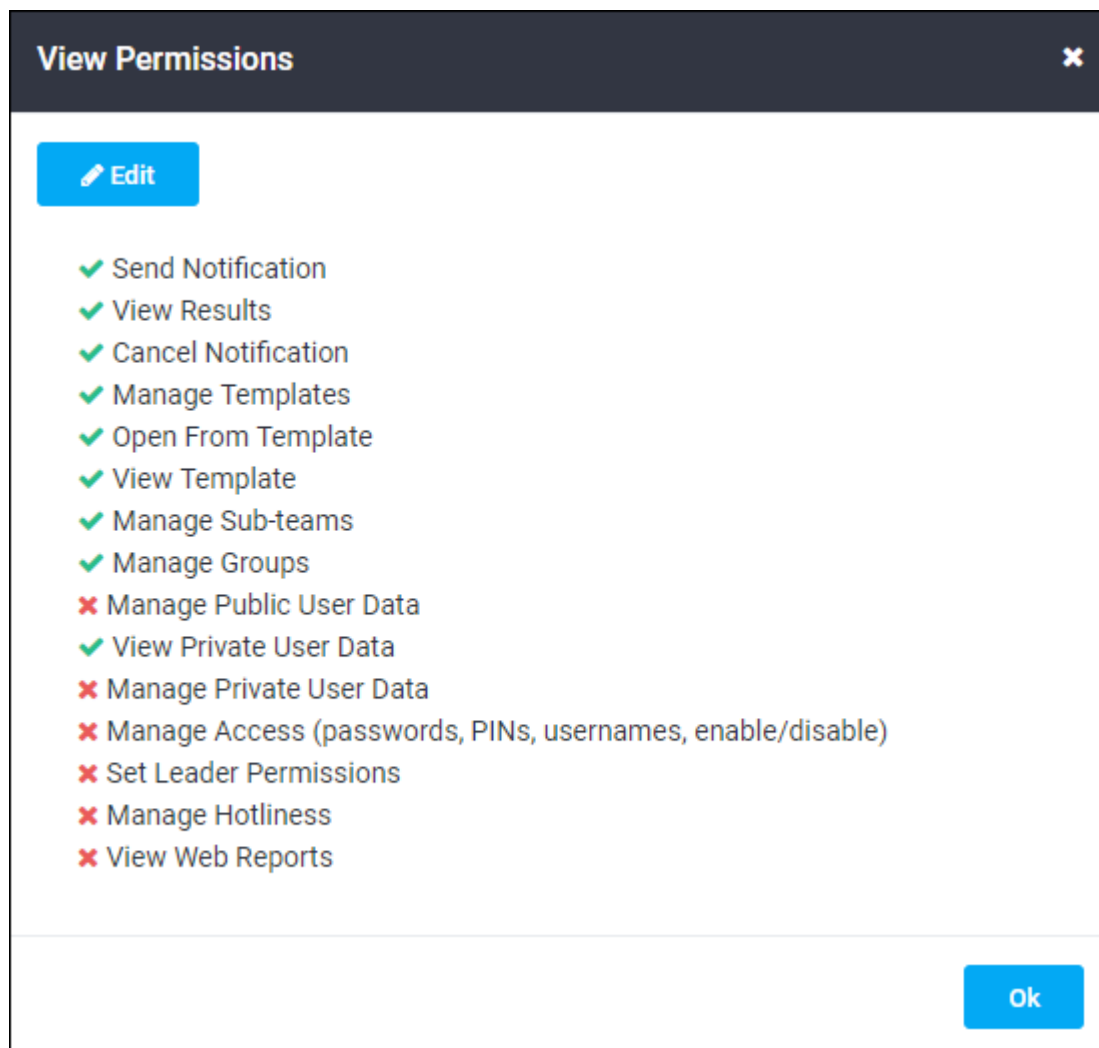 View Permissions
Edit
Send Notification
View Results
Cancel Notification
Manage Templates
Open From Template
View Template
Manage Sub-teams
Manage Groups
Manage Public User Data
View Private User Data
Manage Private User Data
Manage Access (passwords, PINs, usernames, enable/disable)
Set Leader Permissions
Manage Hotliness
View Web Reports
Ok